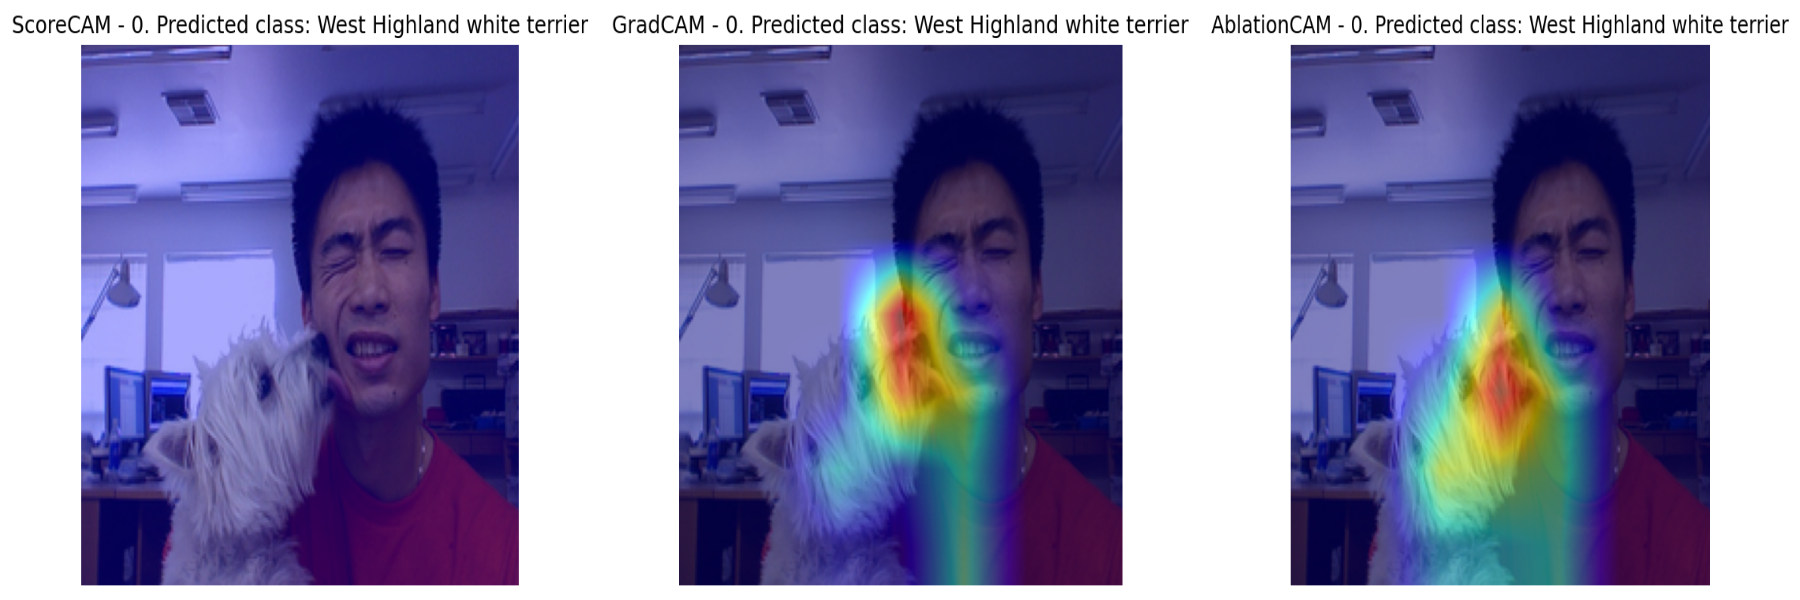 ScoreCAM - 0. Predicted class: West Highland white terrier
GradCAM - 0. Predicted class: West Highland white terrier
AblationCAM - 0. Predicted class: West Highland white terrier